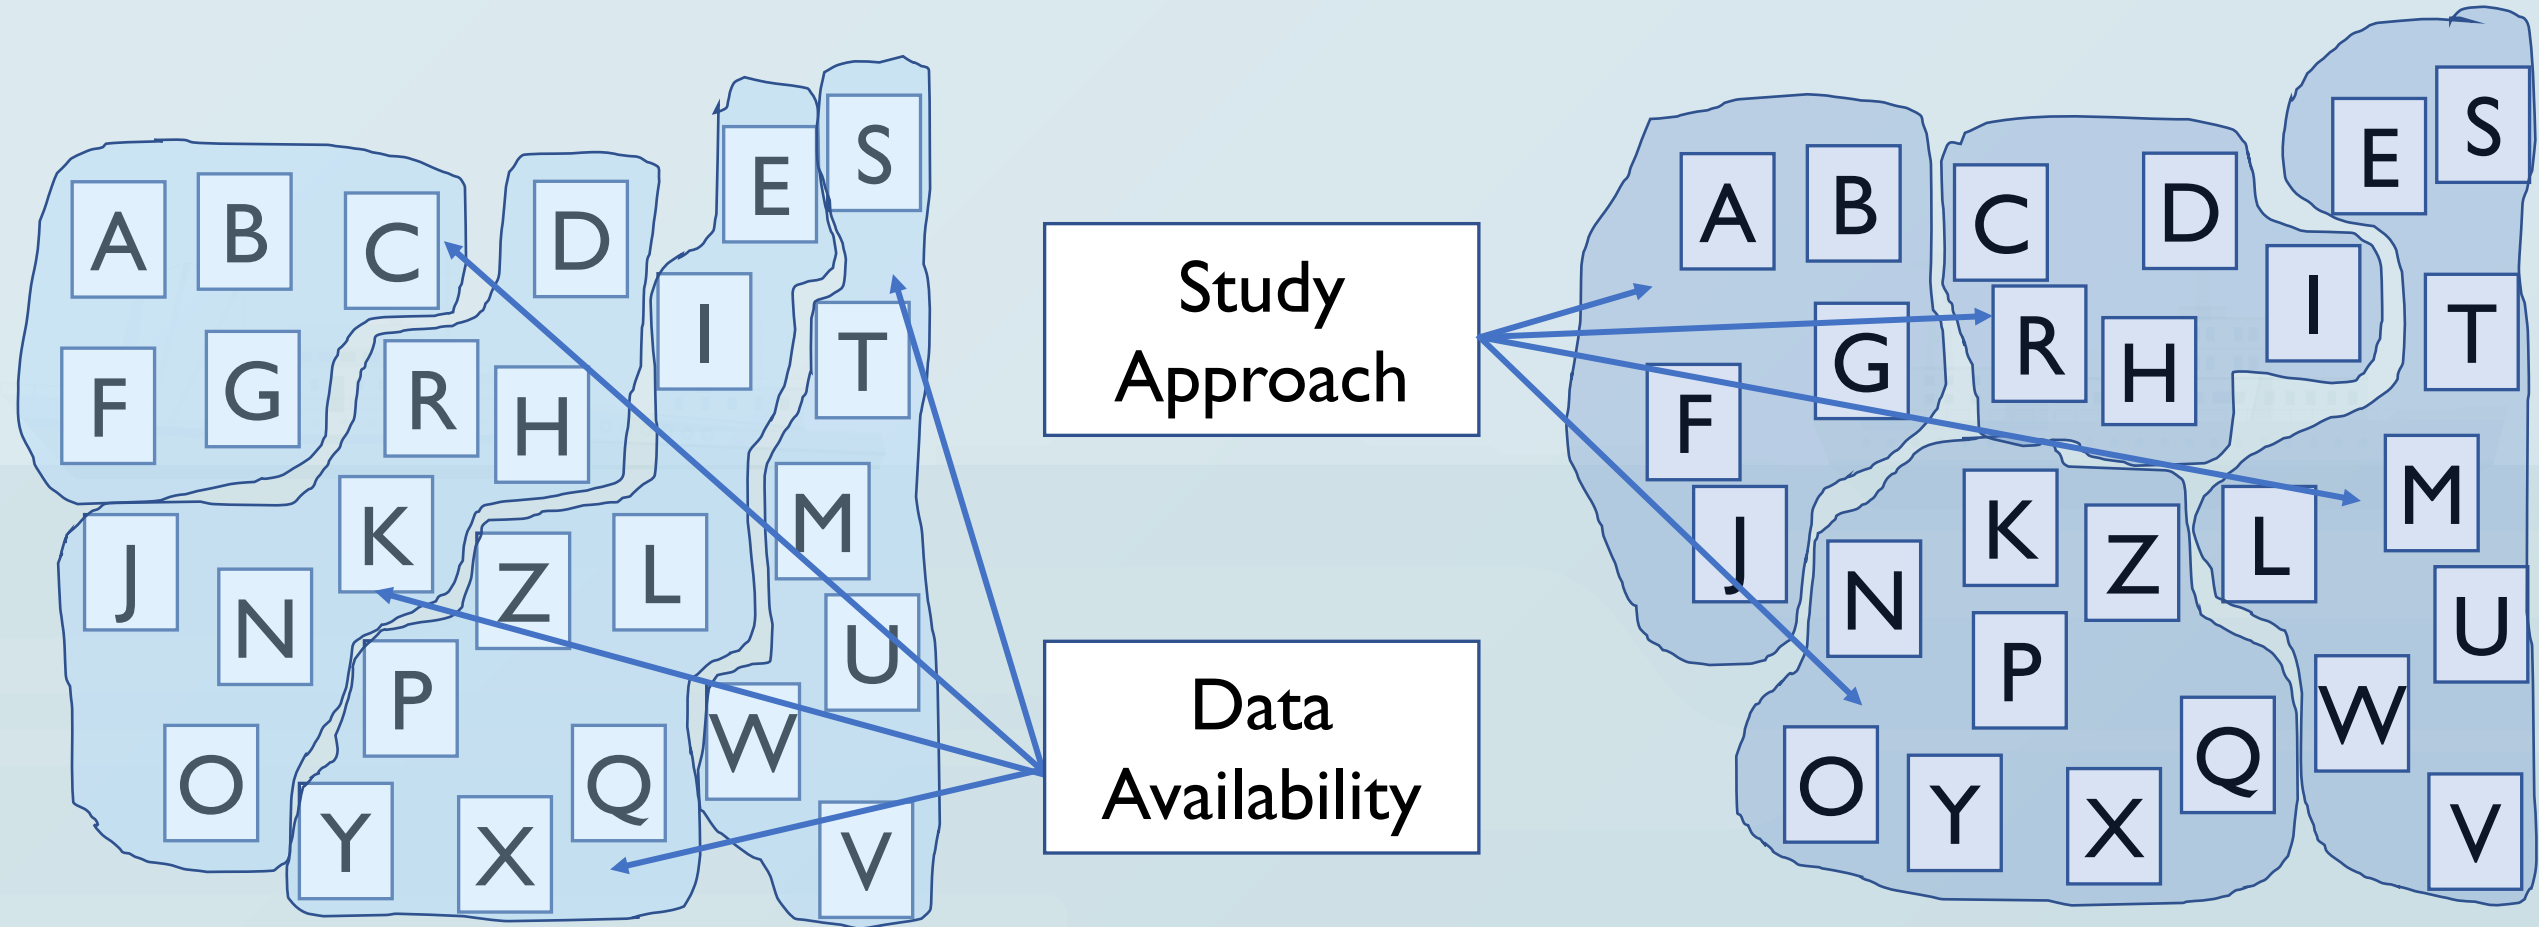 A
B
C
D
E
S
F
G
R
H
I
T
J
N
K
Z
L
M
O
P
Q
U
Y
X
W
V
Study
Approach
Data
Availability
A
B
C
D
E
S
F
G
R
H
I
T
J
N
K
Z
L
M
O
P
Q
U
Y
X
W
V